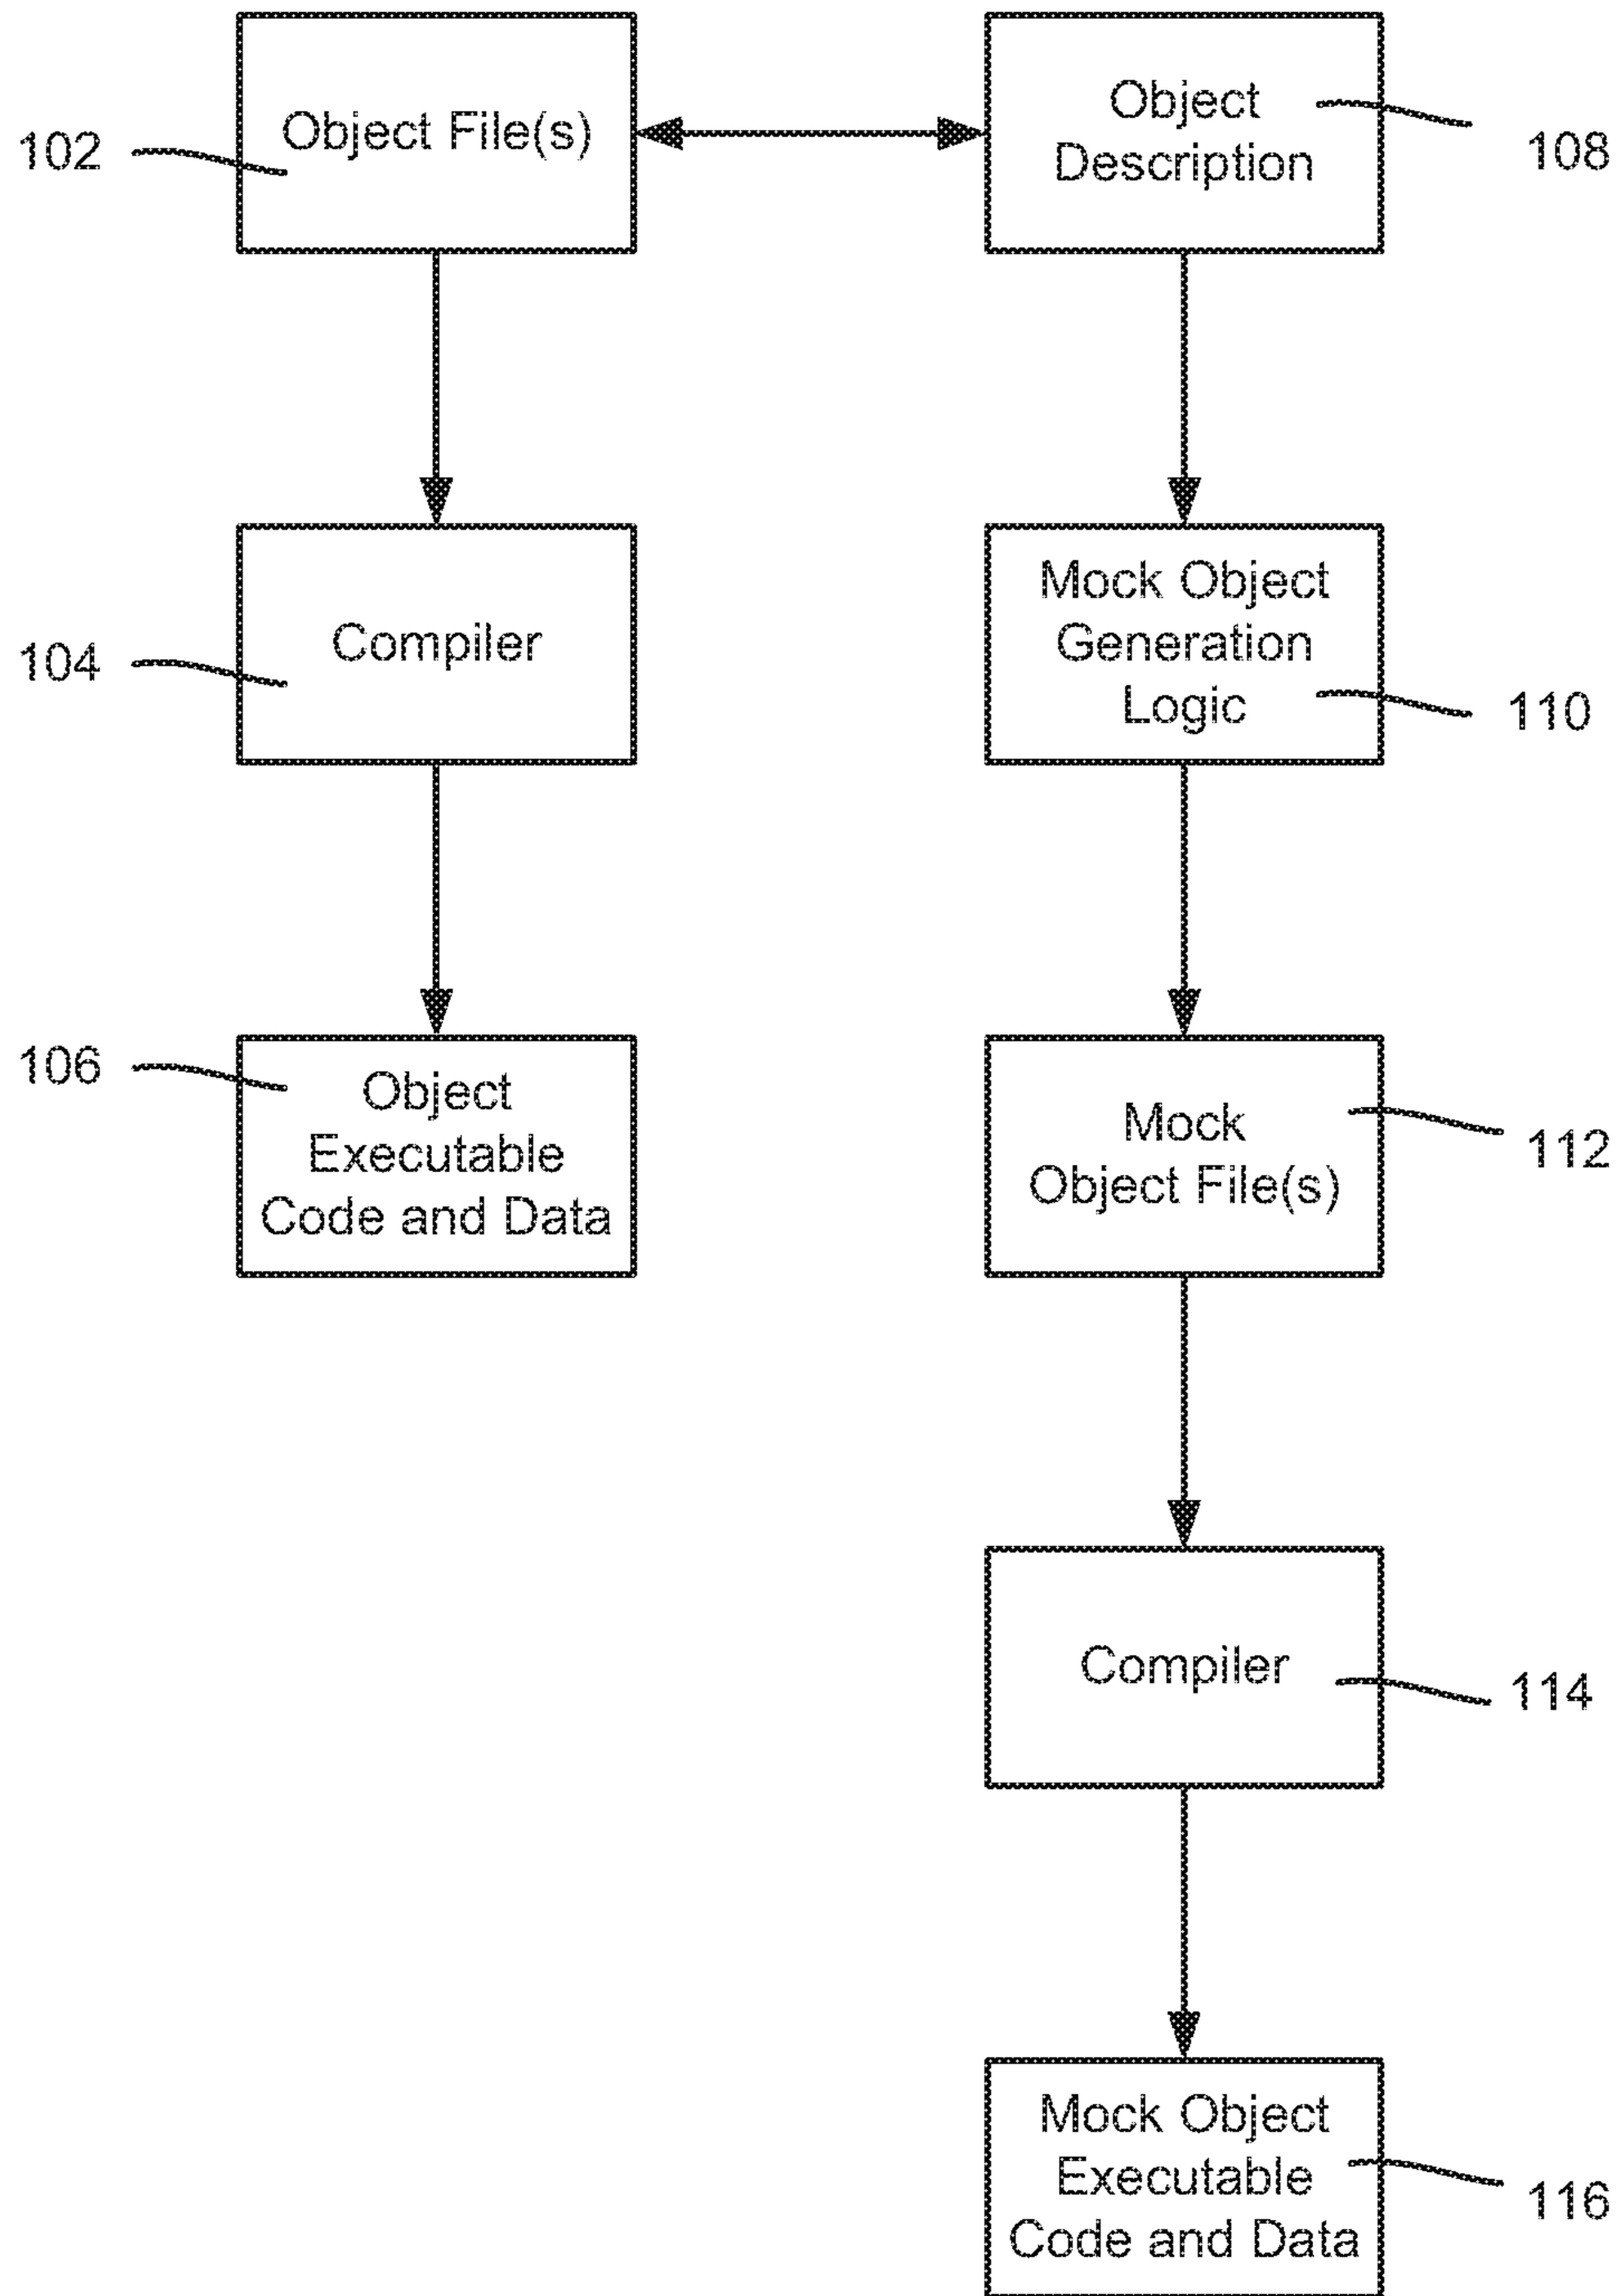 Object File(s)
Object
Description
102
108
Compiler
Mock Object
Generation
Logic
104
110
106
Object
Executable
Code and Data
Mock
Object File(s)
112
Compiler
114
Mock Object
Executable
Code and Data
116